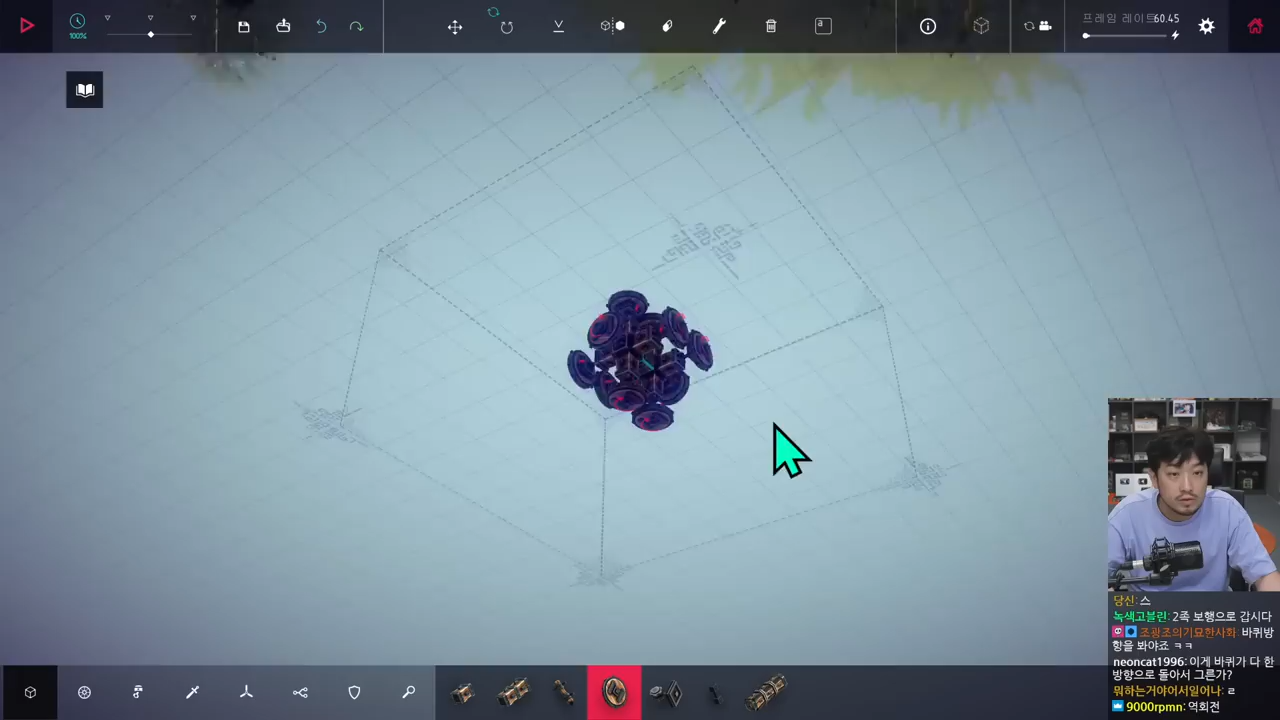 100%
프레임 레이트 60.45
a
당신: 스
녹색고블린: 2족 보행으로 갑시다
조광조의기묘한사화: 바퀴방
향을 봐야죠 ㅋㅋ
neoncat1996: 이게 바퀴가 다 한
방향으로 돌아서 그른가?
뭐하는거야이서일어나: ㄹ
9000rpmn: 역회전